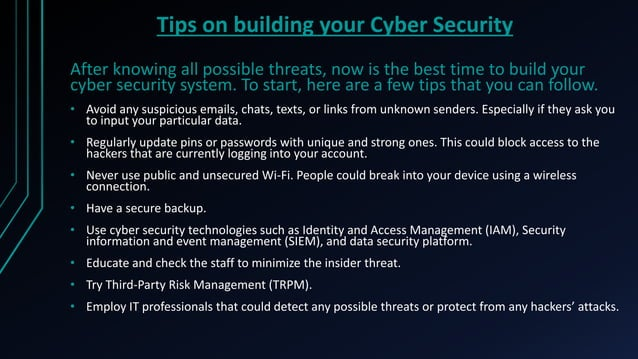 Tips on building your Cyber Security
After knowing all possible threats, now is the best time to build your
cyber security system. To start, here are a few tips that you can follow.
• Avoid any suspicious emails, chats, texts, or links from unknown senders. Especially if they ask you
to input your particular data.
• Regularly update pins or passwords with unique and strong ones. This could block access to the
hackers that are currently logging into your account.
• Never use public and unsecured Wi-Fi. People could break into your device using a wireless
connection.
• Have a secure backup.
• Use cyber security technologies such as Identity and Access Management (IAM), Security
information and event management (SIEM), and data security platform.
• Educate and check the staff to minimize the insider threat.
• Try Third-Party Risk Management (TRPM).
• Employ IT professionals that could detect any possible threats or protect from any hackers’ attacks.